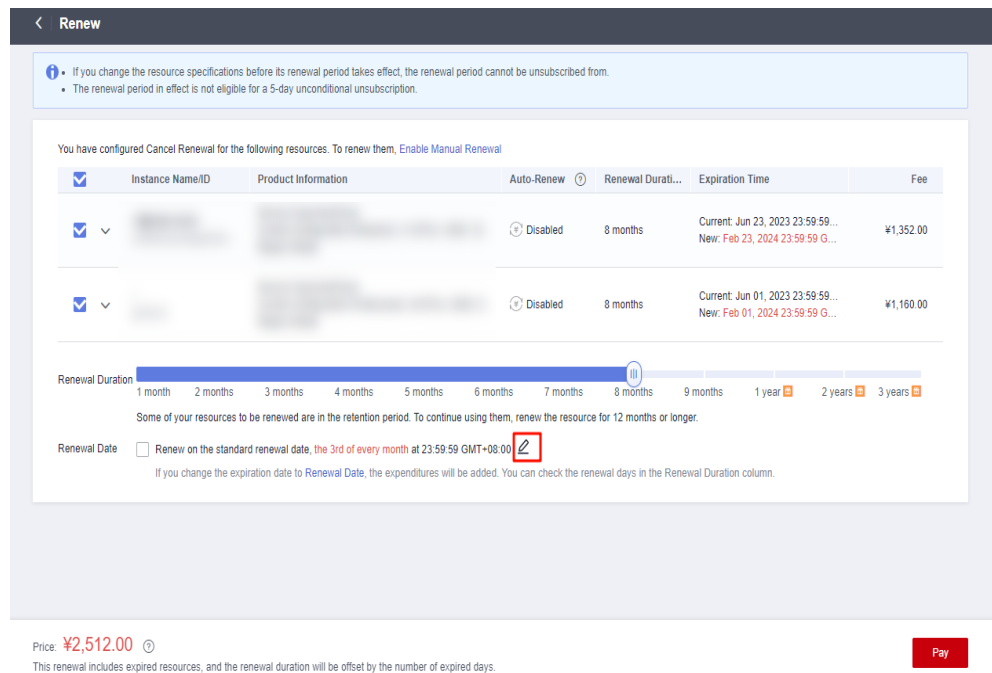 Renew
If you change the resource specifications before its renewal period takes effect, the renewal period cannot be unsubscribed from.
The renewal period in effect is not eligible for a 5-day unconditional unsubscription.
You have configured Cancel Renewal for the following resources. To renew them, Enable Manual Renewal
Instance Name/ID Product Information Auto-Renew Renewal Durati... Expiration Time Fee
Disabled 8 months Current: Jun 23, 2023 23:59:59... ¥1,352.00
New: Feb 23, 2024 23:59:59 G...
Disabled 8 months Current: Jun 01, 2023 23:59:59... ¥1,160.00
New: Feb 01, 2024 23:59:59 G...
Renewal Duration
1 month 2 months 3 months 4 months 5 months 6 months 7 months 8 months 9 months 1 year 2 years 3 years
Some of your resources to be renewed are in the retention period. To continue using them, renew the resource for 12 months or longer.
Renewal Date Renew on the standard renewal date, the 3rd of every month at 23:59:59 GMT+08:00
If you change the expiration date to Renewal Date, the expenditures will be added. You can check the renewal days in the Renewal Duration column.
Price: ¥2,512.00
Pay
This renewal includes expired resources, and the renewal duration will be offset by the number of expired days.